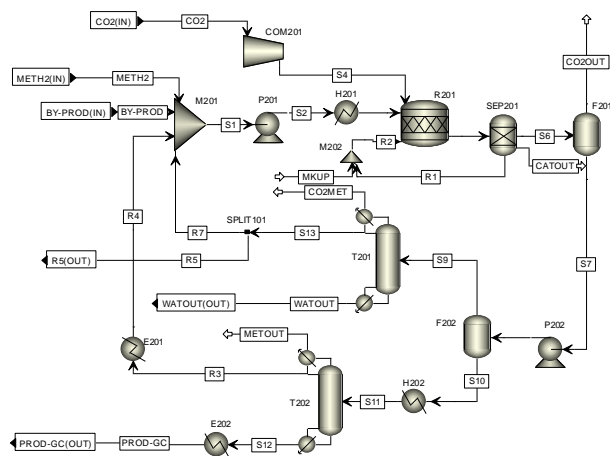 CO2(IN)
CO2
COM201
CO2OUT
METH2(IN)
METH2
S4
BY-PROD(IN)
BY-PROD
M201
S1
P201
S2
H201
R201
SEP201
S6
F201
M202
R2
CATOUT
MKUP
R1
CO2MET
R4
R7
SPLIT101
S13
T201
S9
S7
R5(OUT)
R5
WATOUT(OUT)
WATOUT
F202
P202
METOUT
E201
R3
S10
T202
S11
H202
E202
PROD-GC(OUT)
PROD-GC
S12